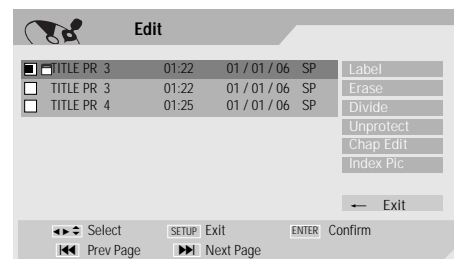 Edit
TITLE PR 3 01:22 01 / 01 / 06 SP
TITLE PR 3 01:22 01 / 01 / 06 SP
TITLE PR 4 01:25 01 / 01 / 06 SP
Label
Erase
Divide
Unprotect
Chap Edit
Index Pic
← Exit
Select SETUP Exit ENTER Confirm
Prev Page Next Page